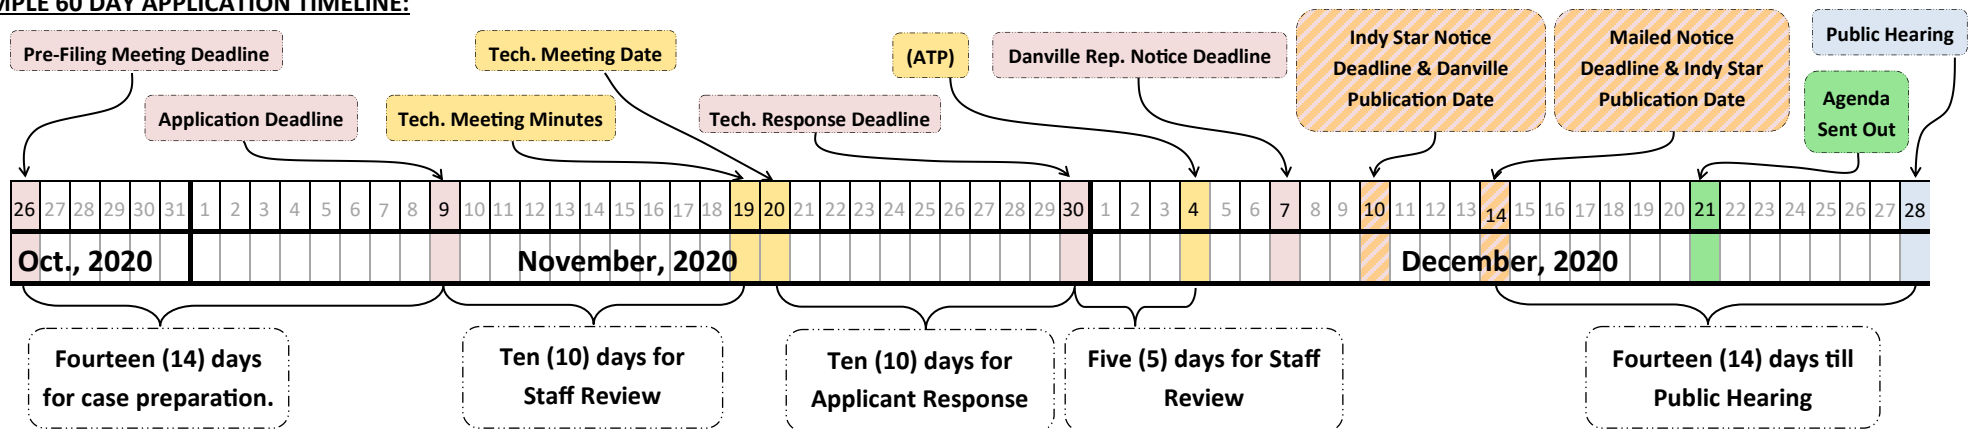 MPLE 60 DAY APPLICATION TIMELINE:
Pre-Filing Meeting Deadline
Application Deadline
Tech. Meeting Date
Tech. Meeting Minutes
Tech. Response Deadline
(ATP)
Danville Rep. Notice Deadline
Indy Star Notice
Deadline & Danville
Publication Date
Mailed Notice
Deadline & Indy Star
Publication Date
Agenda
Sent Out
Public Hearing
26 27 28 29 30 31 1 2 3 4 5 6 7 8 9 10 11 12 13 14 15 16 17 18 19 20 21 22 23 24 25 26 27 28 29 30 1 2 3 4 5 6 7 8 9 10 11 12 13 14 15 16 17 18 19 20 21 22 23 24 25 26 27 28
Oct., 2020 November, 2020 December, 2020
Fourteen (14) days
for case preparation.
Ten (10) days for
Staff Review
Ten (10) days for
Applicant Response
Five (5) days for Staff
Review
Fourteen (14) days till
Public Hearing